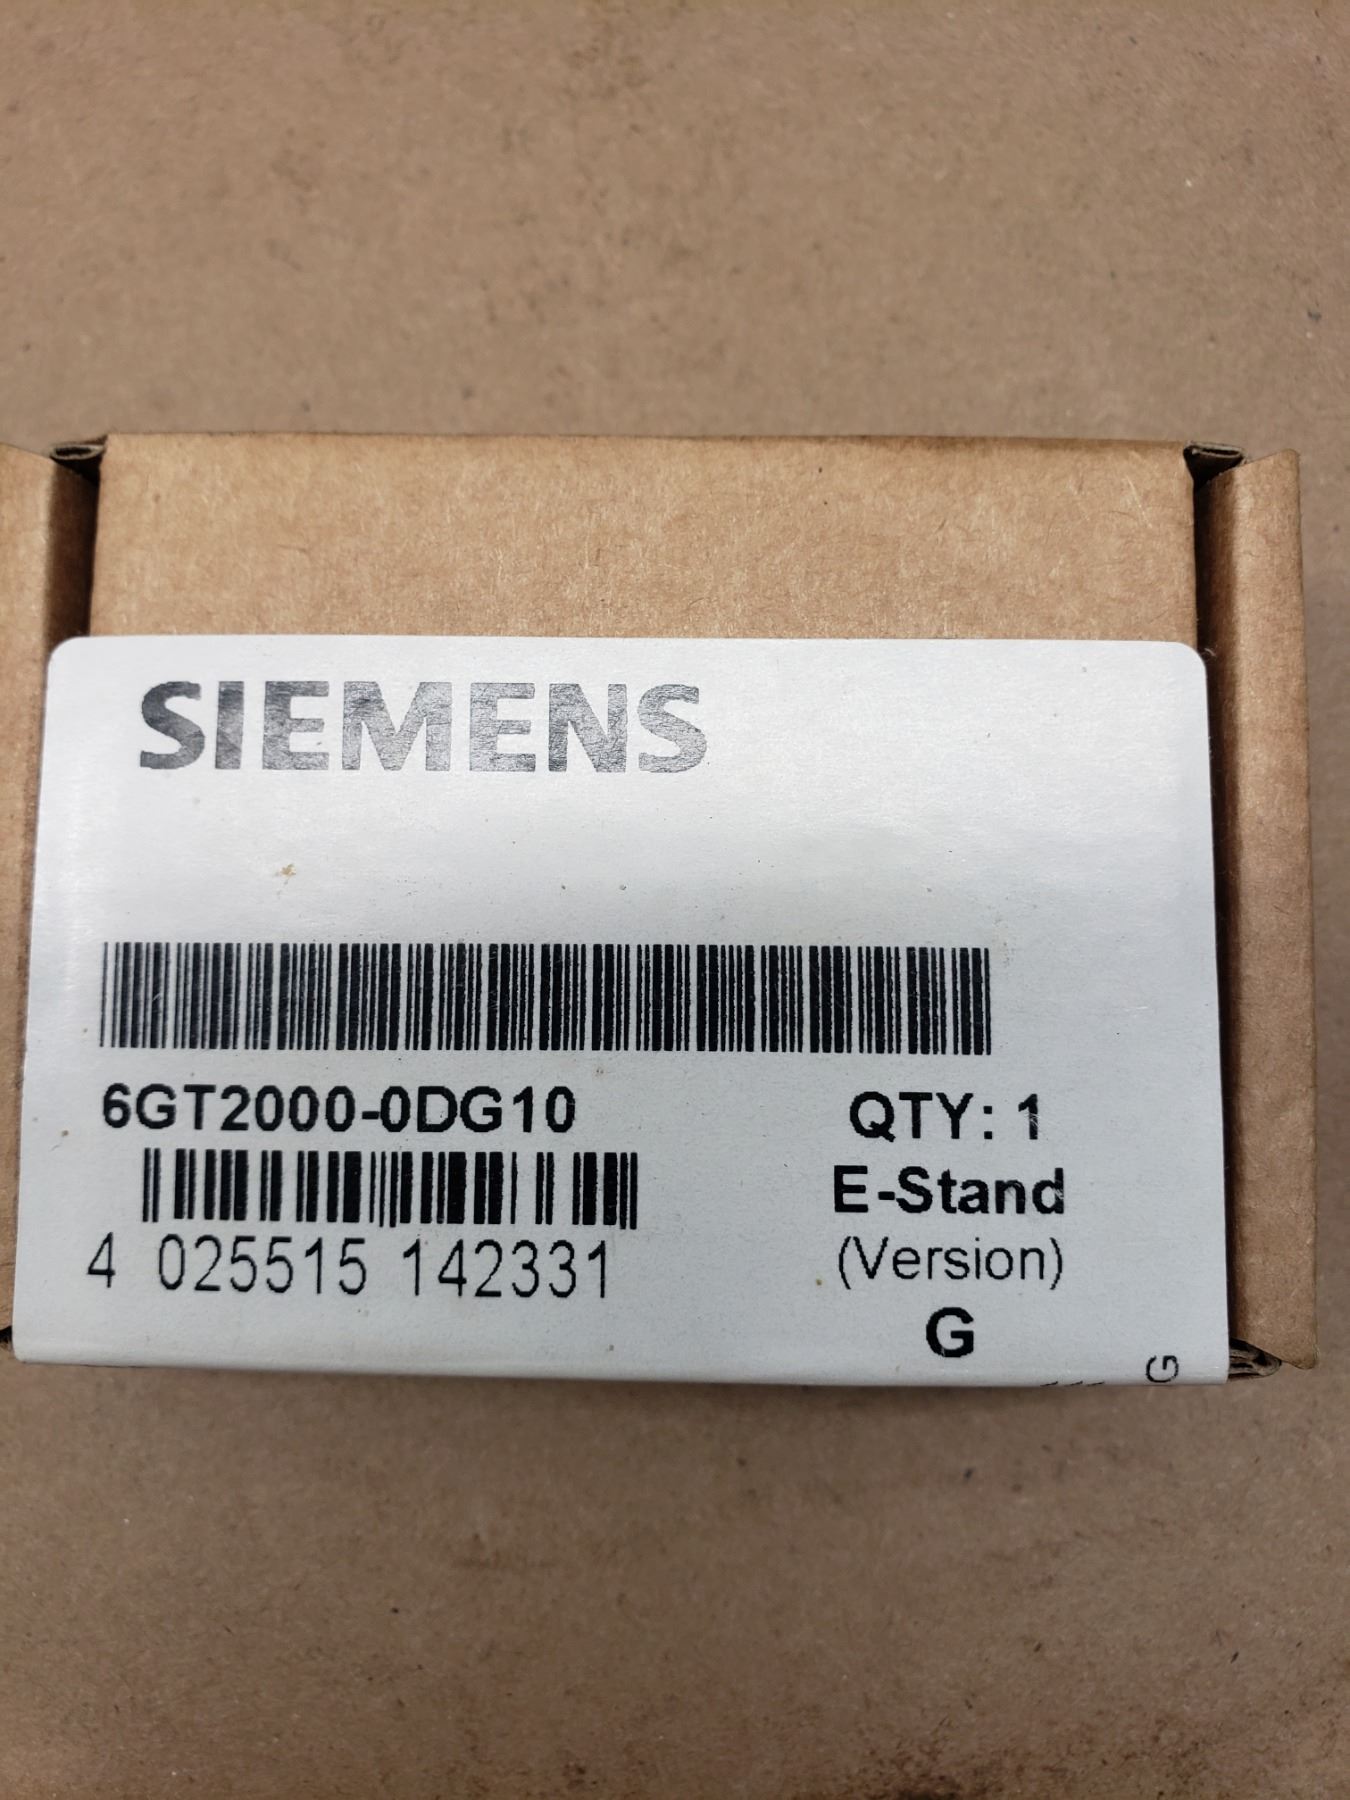 SIEMENS
6GT2000-0DG10
QTY: 1
E-Stand
4 025515 142331
(Version)
G
G